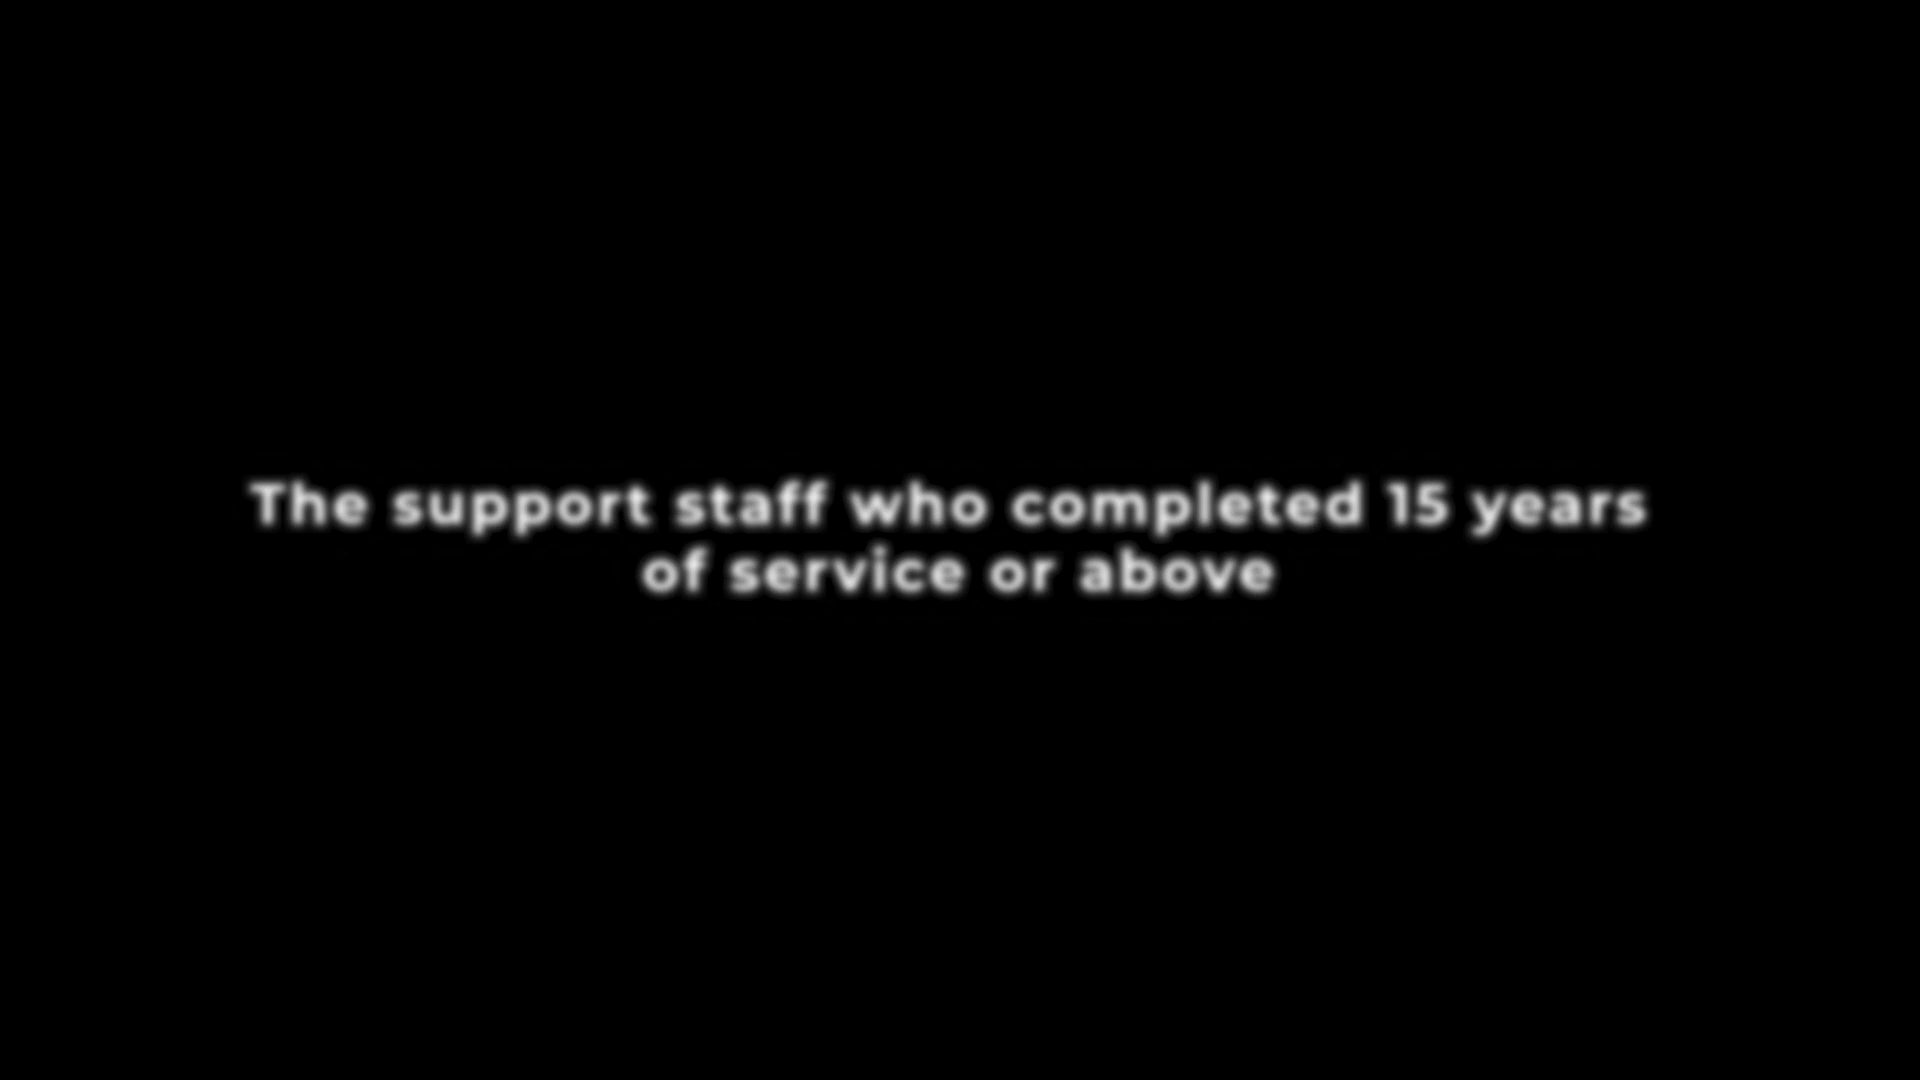 The support staff who completed 15 years
of service or above